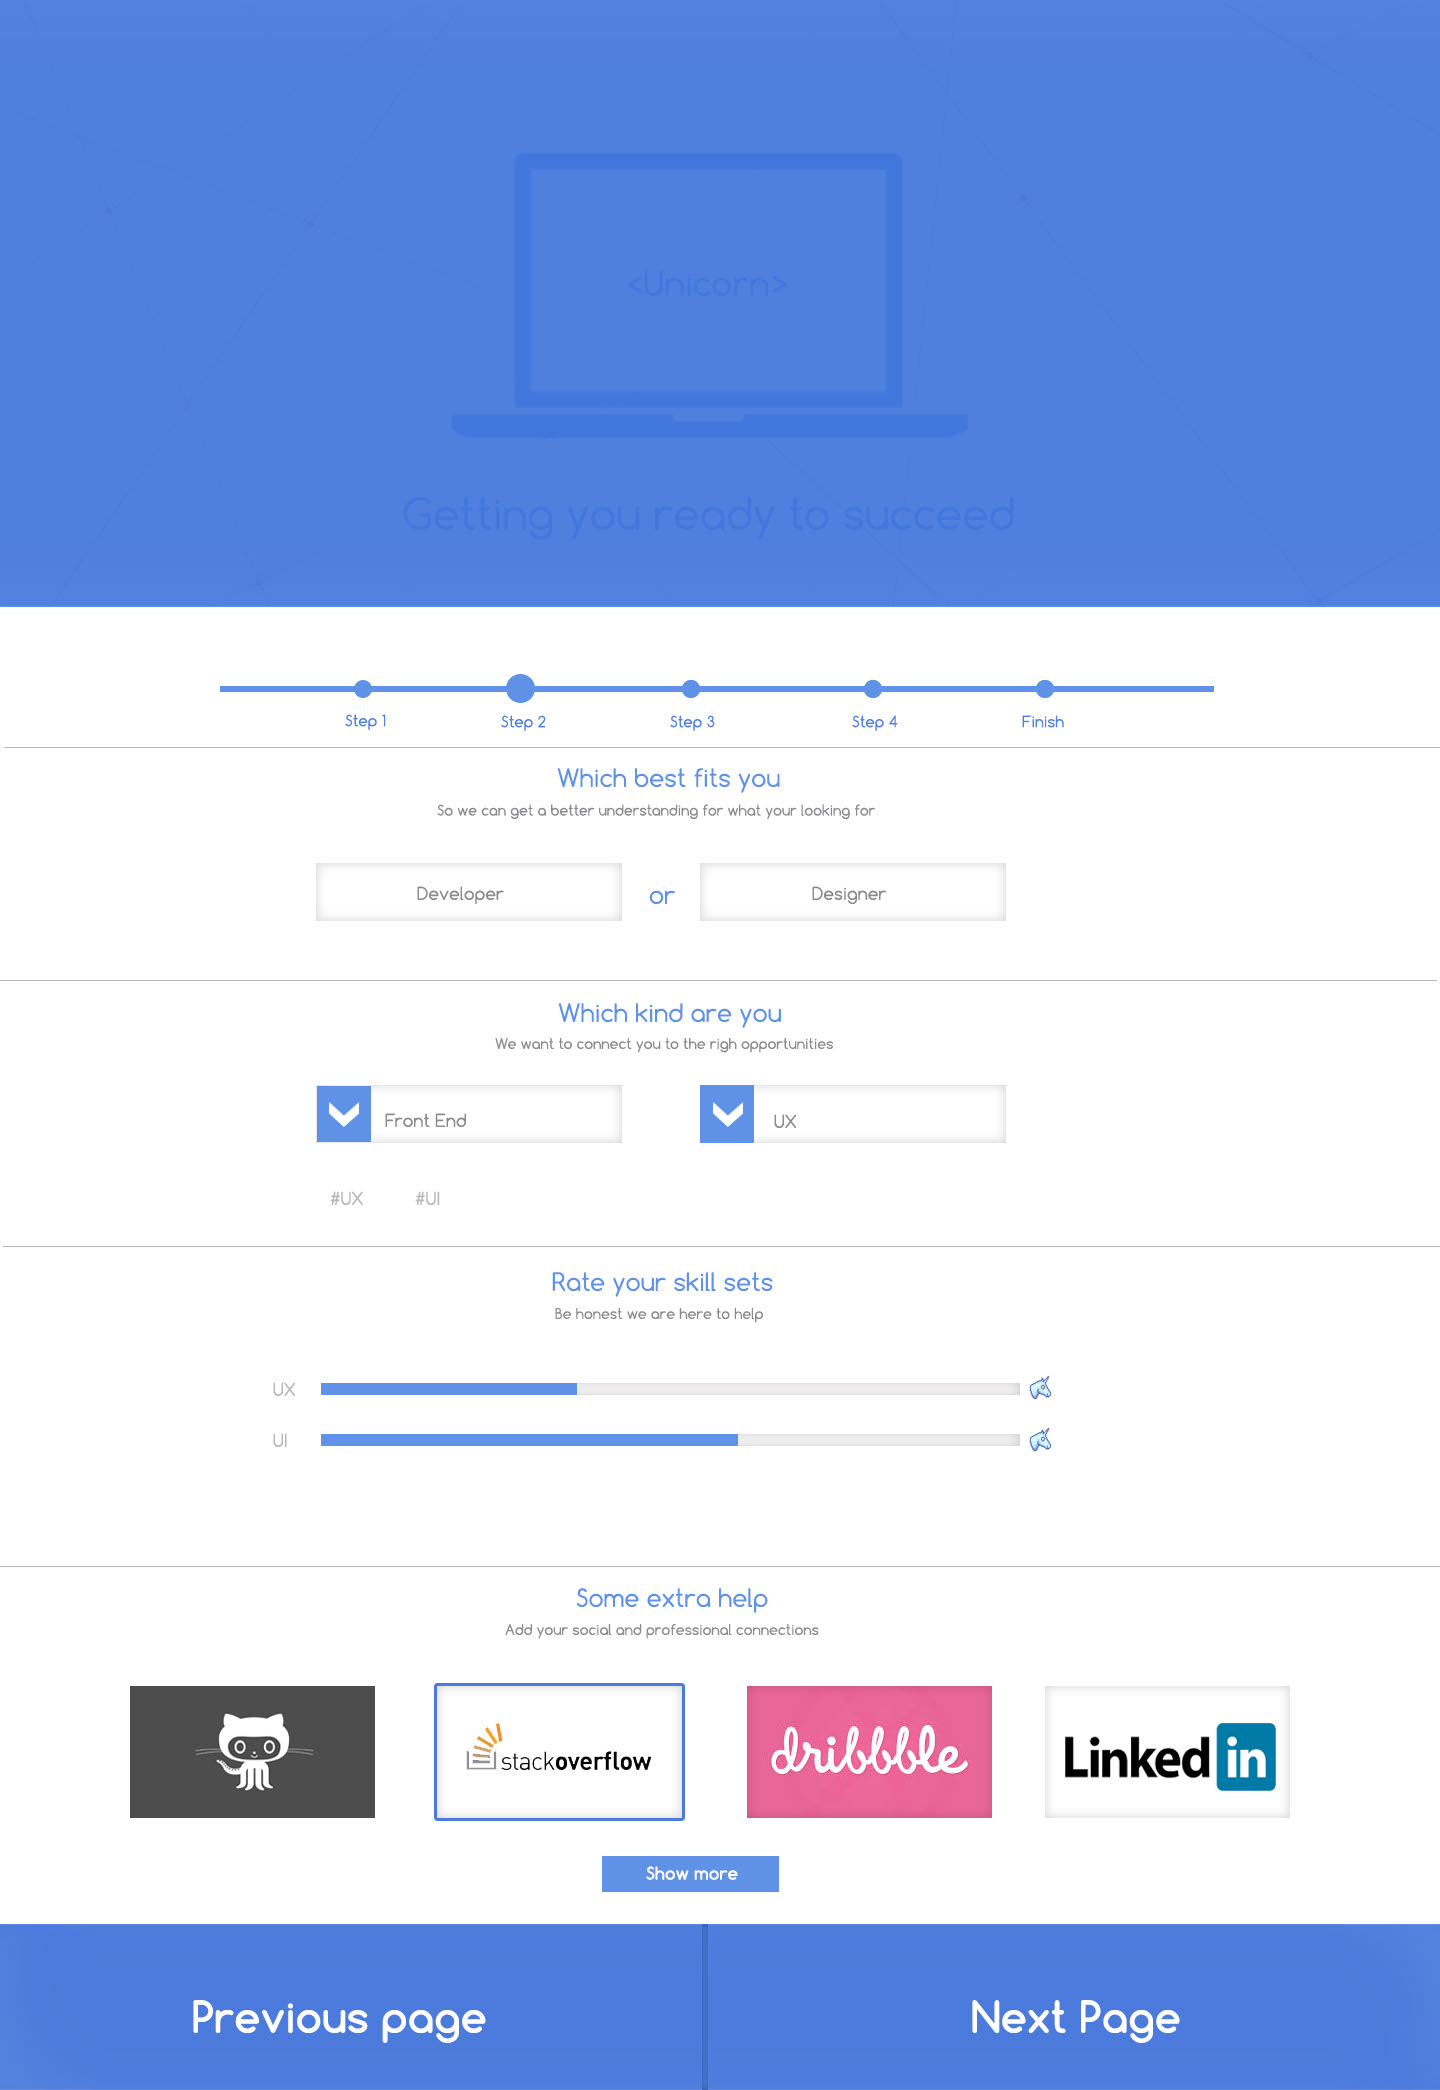 <Unicorn>
Getting you ready to succeed
Step 1 Step 2 Step 3 Step 4 Finish
Which best fits you
So we can get a better understanding for what your looking for
Developer or Designer
Which kind are you
We want to connect you to the righ opportunities
Front End UX
#UX #UI
Rate your skill sets
Be honest we are here to help
UX
UI
Some extra help
Add your social and professional connections
stackoverflow dribbble Linked in
Show more
Previous page Next Page